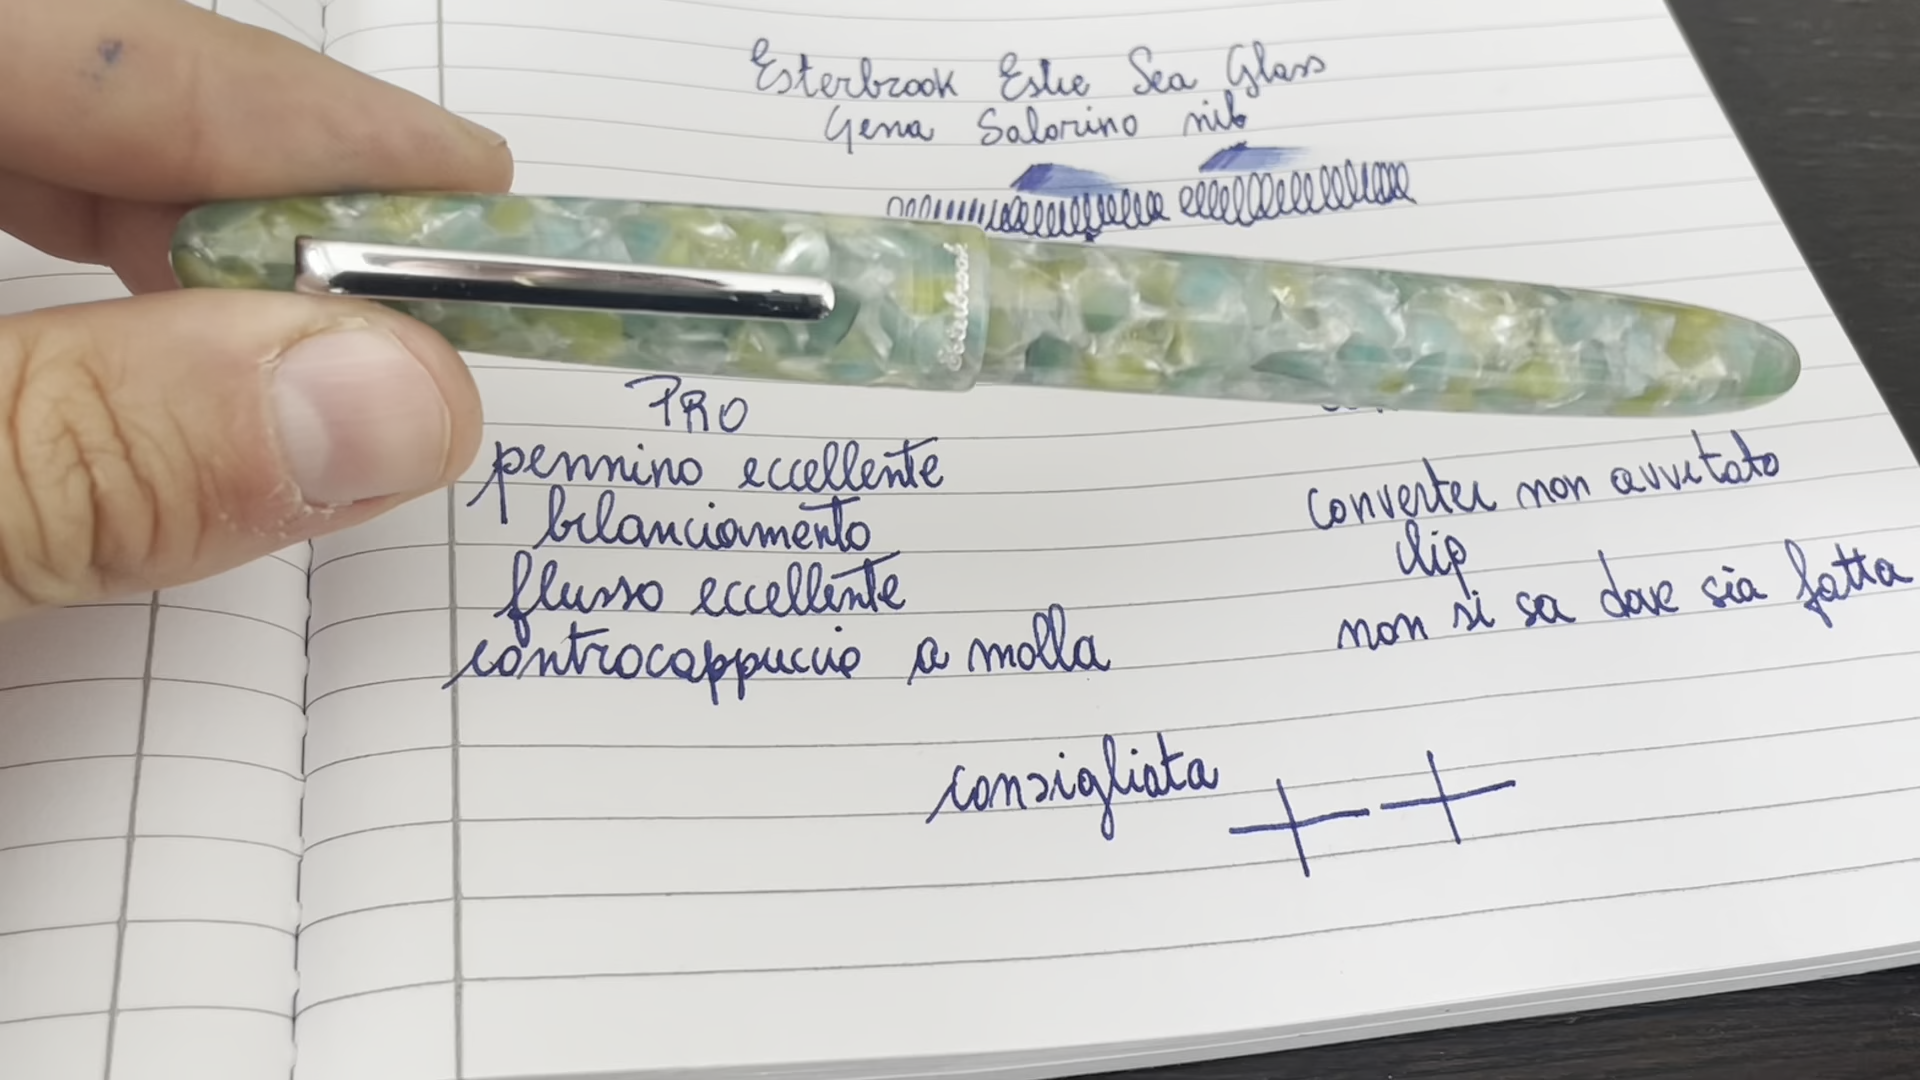 Esterbrook Estie Sea Glass
Gena Salorino nib
Esterbrook
PRO
pennino eccellente
bilanciamento
flusso eccellente
controcappuccio a molla
converter non avvitato
clip
non si sa dove sia fatta
consigliata ++